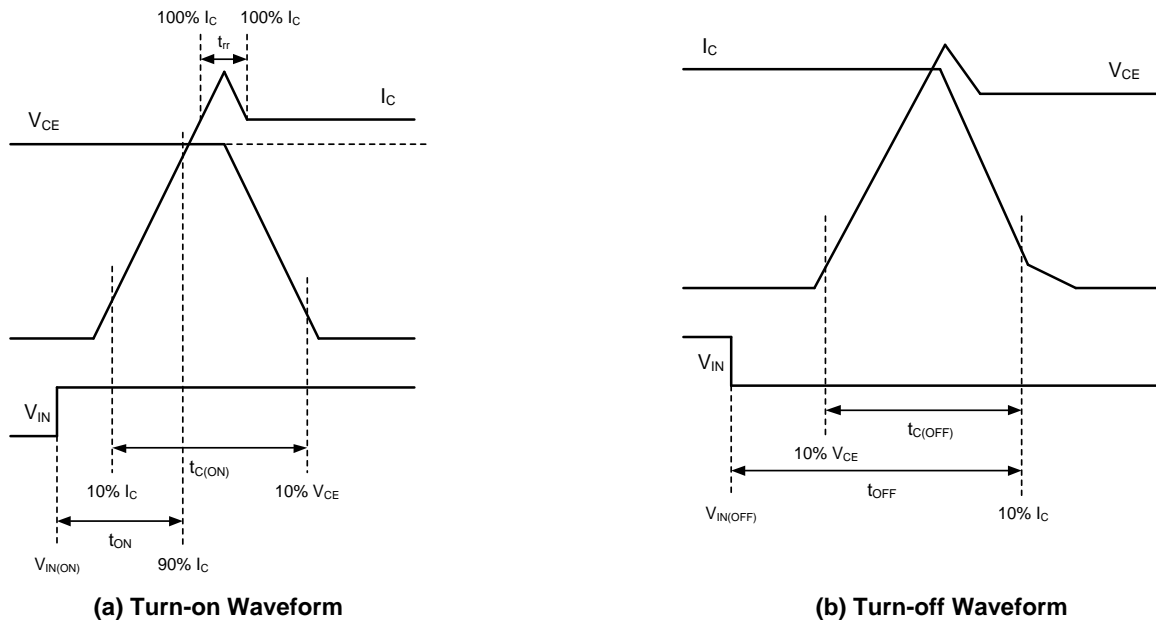 100% I_C 100% I_C
t_rr
I_C
V_CE
V_IN
t_C(ON)
10% I_C 10% V_CE
t_ON
V_IN(ON) 90% I_C
(a) Turn-on Waveform
I_C
V_CE
V_IN
t_C(OFF)
10% V_CE
t_OFF
V_IN(OFF) 10% I_C
(b) Turn-off Waveform